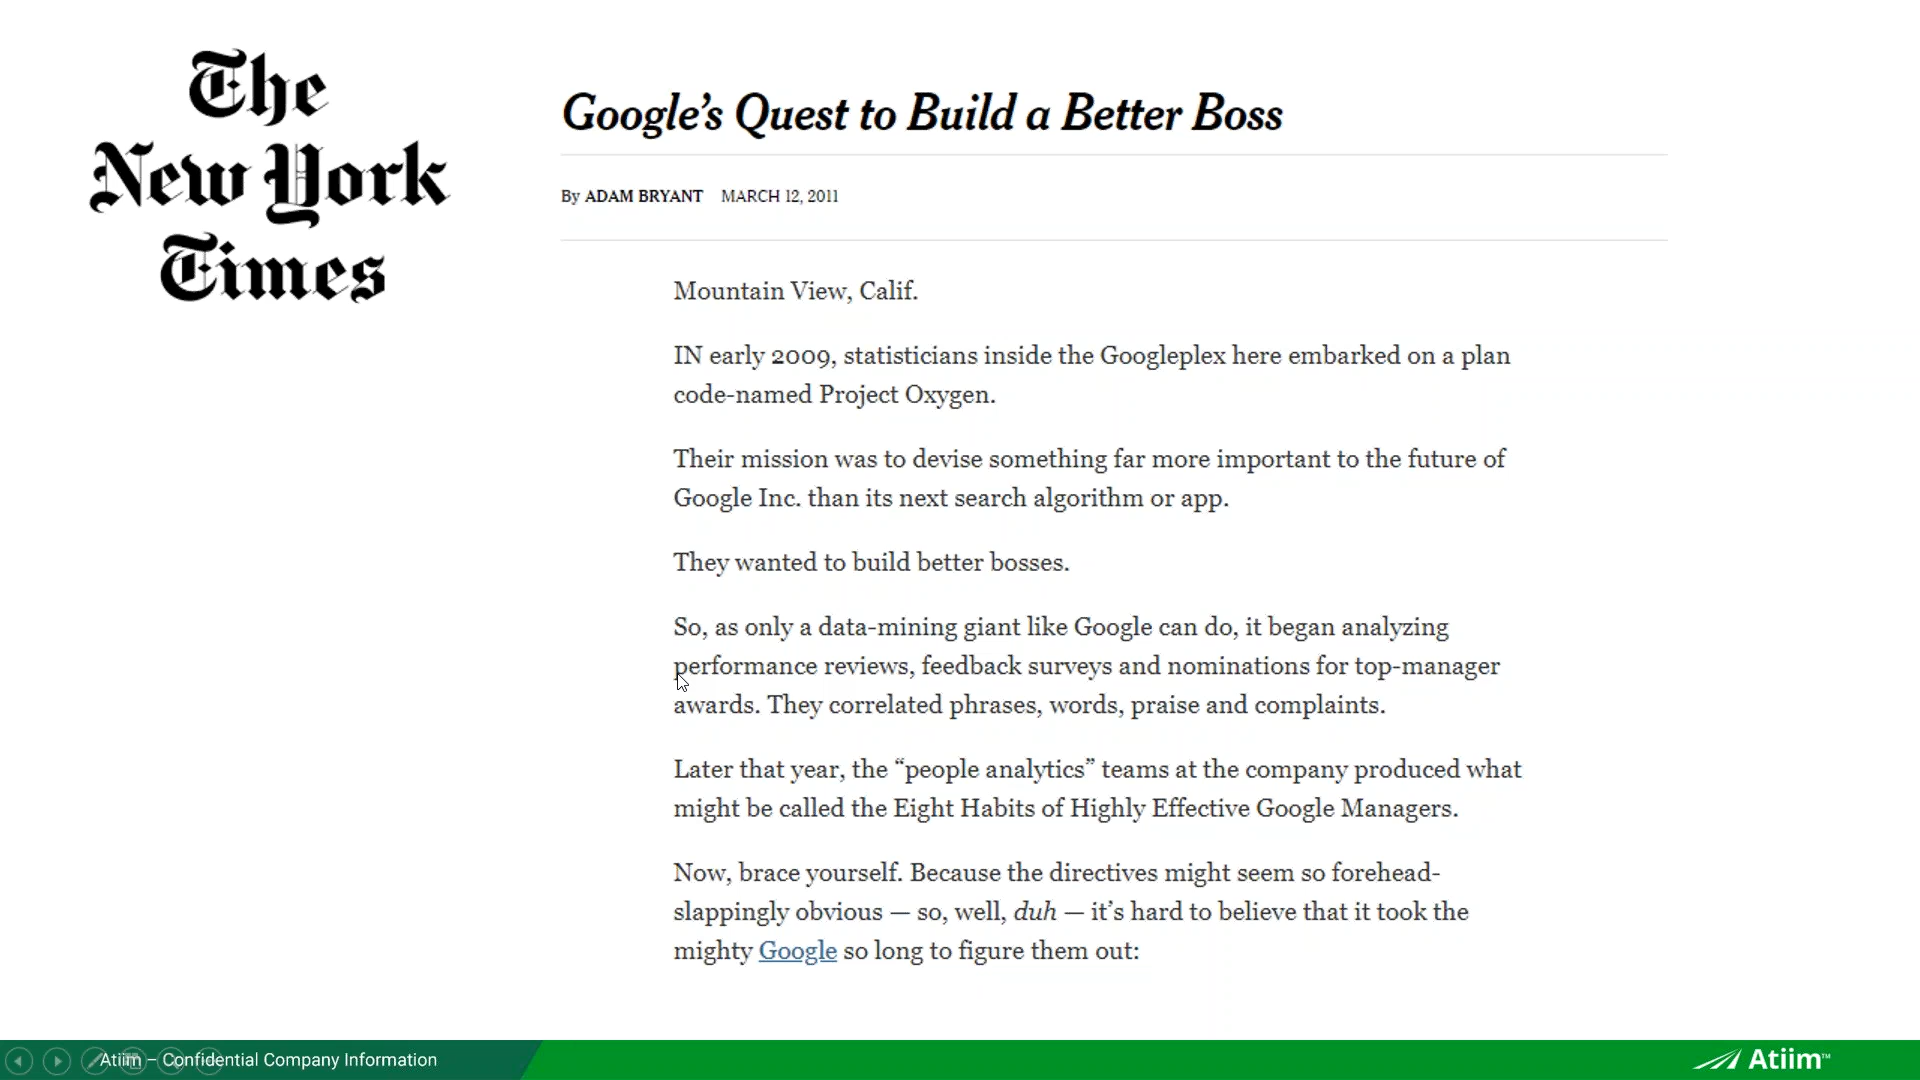 The
New York
Times
Google's Quest to Build a Better Boss
By ADAM BRYANT MARCH 12, 2011
Mountain View, Calif.
IN early 2009, statisticians inside the Googleplex here embarked on a plan
code-named Project Oxygen.
Their mission was to devise something far more important to the future of
Google Inc. than its next search algorithm or app.
They wanted to build better bosses.
So, as only a data-mining giant like Google can do, it began analyzing
performance reviews, feedback surveys and nominations for top-manager
awards. They correlated phrases, words, praise and complaints.
Later that year, the “people analytics” teams at the company produced what
might be called the Eight Habits of Highly Effective Google Managers.
Now, brace yourself. Because the directives might seem so forehead-
slappingly obvious — so, well, duh — it’s hard to believe that it took the
mighty Google so long to figure them out:
Atiim – Confidential Company Information
Atiim™